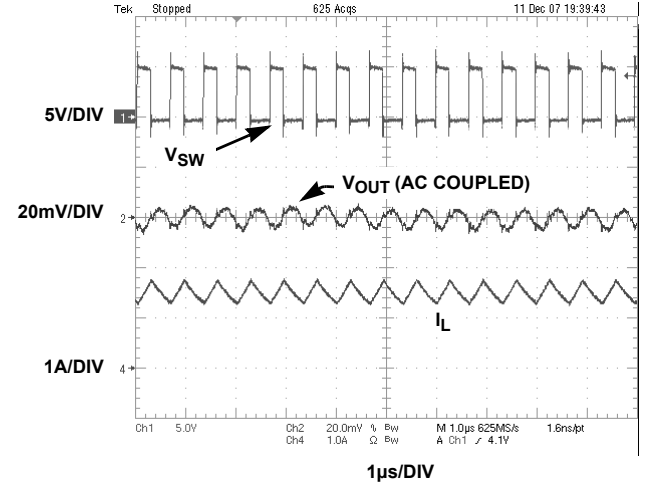 Tek Stopped 625 Acqs 11 Dec 07 19:39:43
5V/DIV
1
VSW
VOUT (AC COUPLED)
20mV/DIV
2
IL
1A/DIV
4
Ch1 5.0V Ch2 20.0mV Bw M 1.0µs 625MS/s 1.6ns/pt
Ch4 1.0A Ω Bw A Ch1 4.1V
1µs/DIV